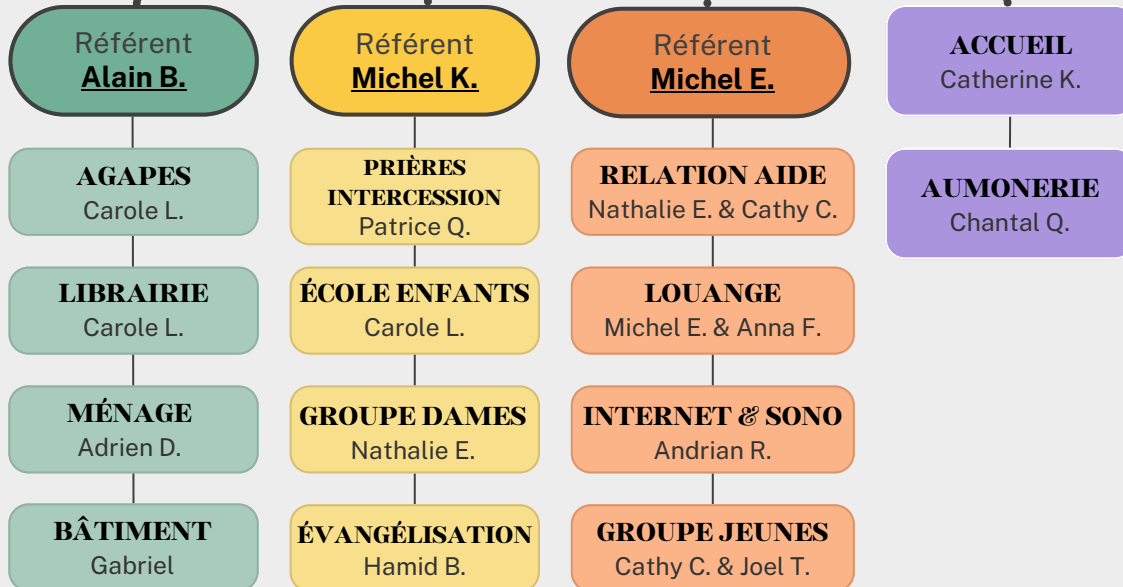 Référent
Alain B.
AGAPES
Carole L.
LIBRAIRIE
Carole L.
MÉNAGE
Adrien D.
BÂTIMENT
Gabriel
Référent
Michel K.
PRIÈRES
INTERCESSION
Patrice Q.
ÉCOLE ENFANTS
Carole L.
GROUPE DAMES
Nathalie E.
ÉVANGÉLISATION
Hamid B.
Référent
Michel E.
RELATION AIDE
Nathalie E. & Cathy C.
LOUANGE
Michel E. & Anna F.
INTERNET & SONO
Andrian R.
GROUPE JEUNES
Cathy C. & Joel T.
ACCUEIL
Catherine K.
AUMONERIE
Chantal Q.